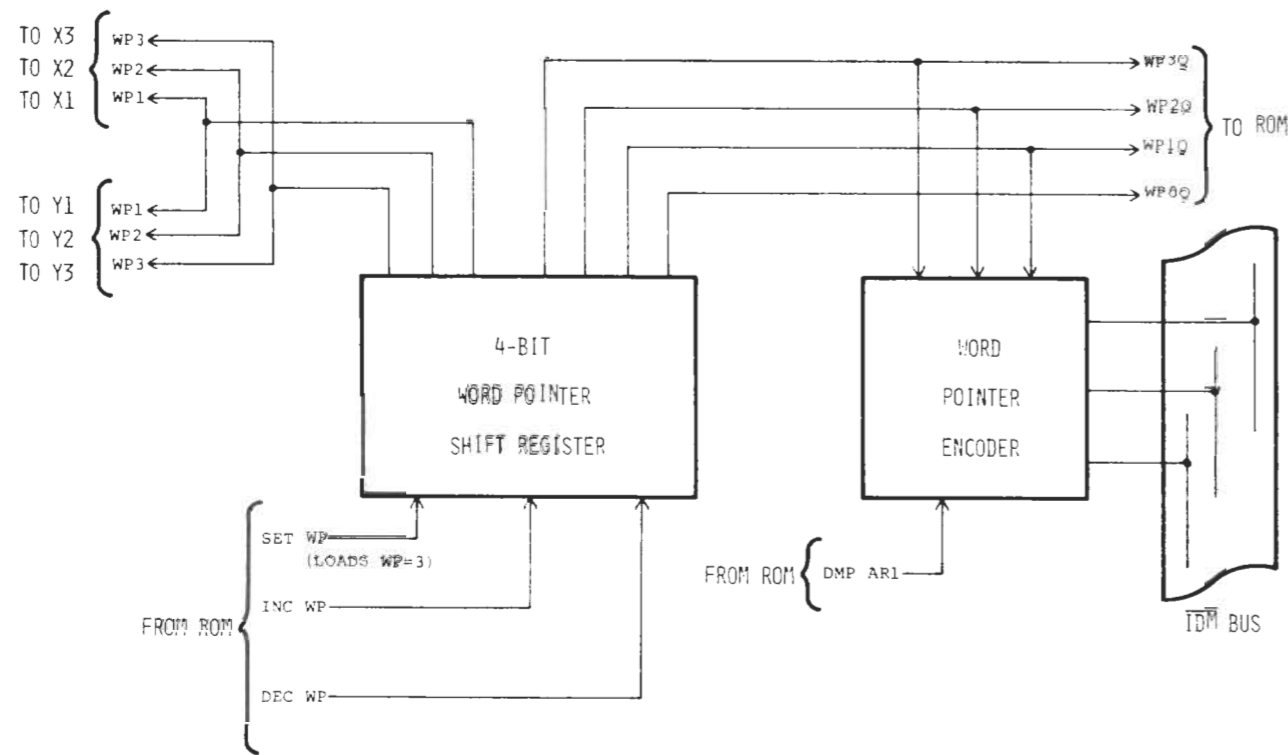 TO X3
WP3
TO X2
WP2
TO X1
WP1
TO Y1
WP1
TO Y2
WP2
TO Y3
WP3
WP3Q
WP2Q
WP1Q
WP0Q
TO ROM
4-BIT
WORD POINTER
SHIFT REGISTER
WORD
POINTER
ENCODER
SET WP
(LOADS WP=3)
INC WP
DEC WP
FROM ROM
FROM ROM
DMP AR1
IDM BUS